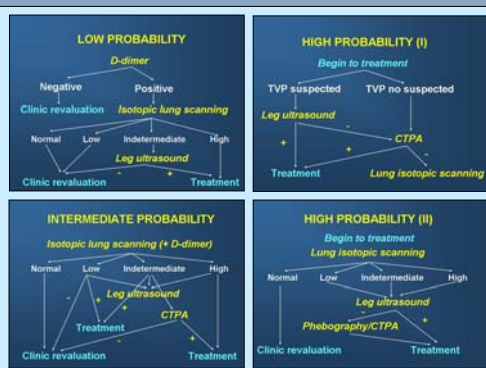 LOW PROBABILITY
D-dimer
Negative Positive
Clinic revaluation Isotopic lung scanning
Normal Low Indetermediate High
Leg ultrasound
- +
Clinic revaluation Treatment
HIGH PROBABILITY (I)
Begin to treatment
TVP suspected TVP no suspected
Leg ultrasound
-
+ + CTPA
-
Treatment Lung isotopic scanning
INTERMEDIATE PROBABILITY
Isotopic lung scanning (+ D-dimer)
Normal Low Indetermediate High
- + + Leg ultrasound
CTPA
Treatment
- +
Clinic revaluation Treatment
HIGH PROBABILITY (II)
Begin to treatment
Lung isotopic scanning
Normal Low Indetermediate High
Leg ultrasound
- +
Phebography/CTPA
Clinic revaluation Treatment